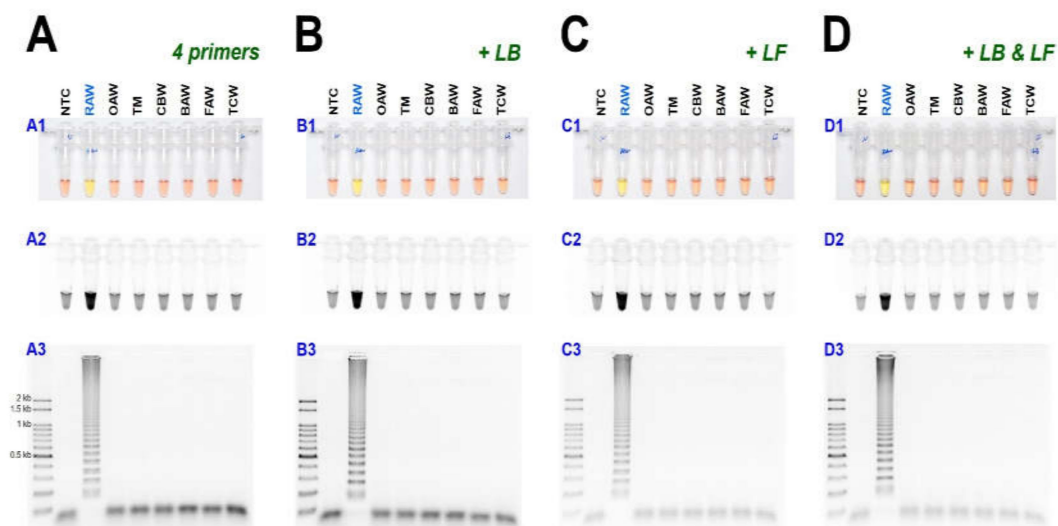 A
4 primers
NTC
RAW
OAW
TM
CBW
BAW
FAW
TCW
A1
A2
A3
2 kb
1.5 kb
1 kb
0.5 kb
B
+ LB
NTC
RAW
OAW
TM
CBW
BAW
FAW
TCW
B1
B2
B3
C
+ LF
NTC
RAW
OAW
TM
CBW
BAW
FAW
TCW
C1
C2
C3
D
+ LB & LF
NTC
RAW
OAW
TM
CBW
BAW
FAW
TCW
D1
D2
D3